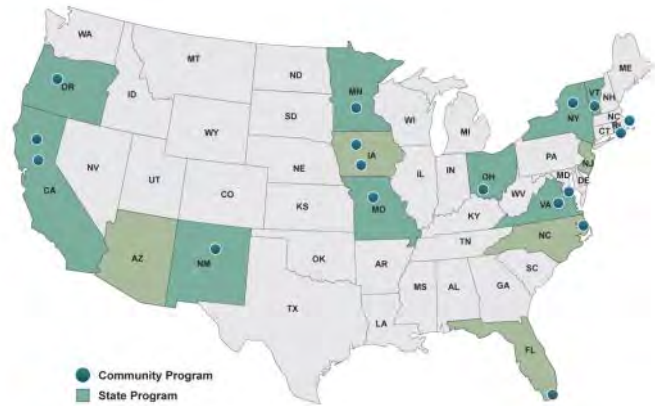 WA
MT
ND
MN
ME
VT
NH
OR
ID
SD
WI
MI
NY
NC
CT
WY
IA
PA
NJ
NE
NV
UT
CO
IL
IN
OH
MD
DE
WV
VA
CA
KS
MO
KY
AZ
NM
OK
AR
TN
NC
SC
TX
LA
MS
AL
GA
FL
Community Program
State Program